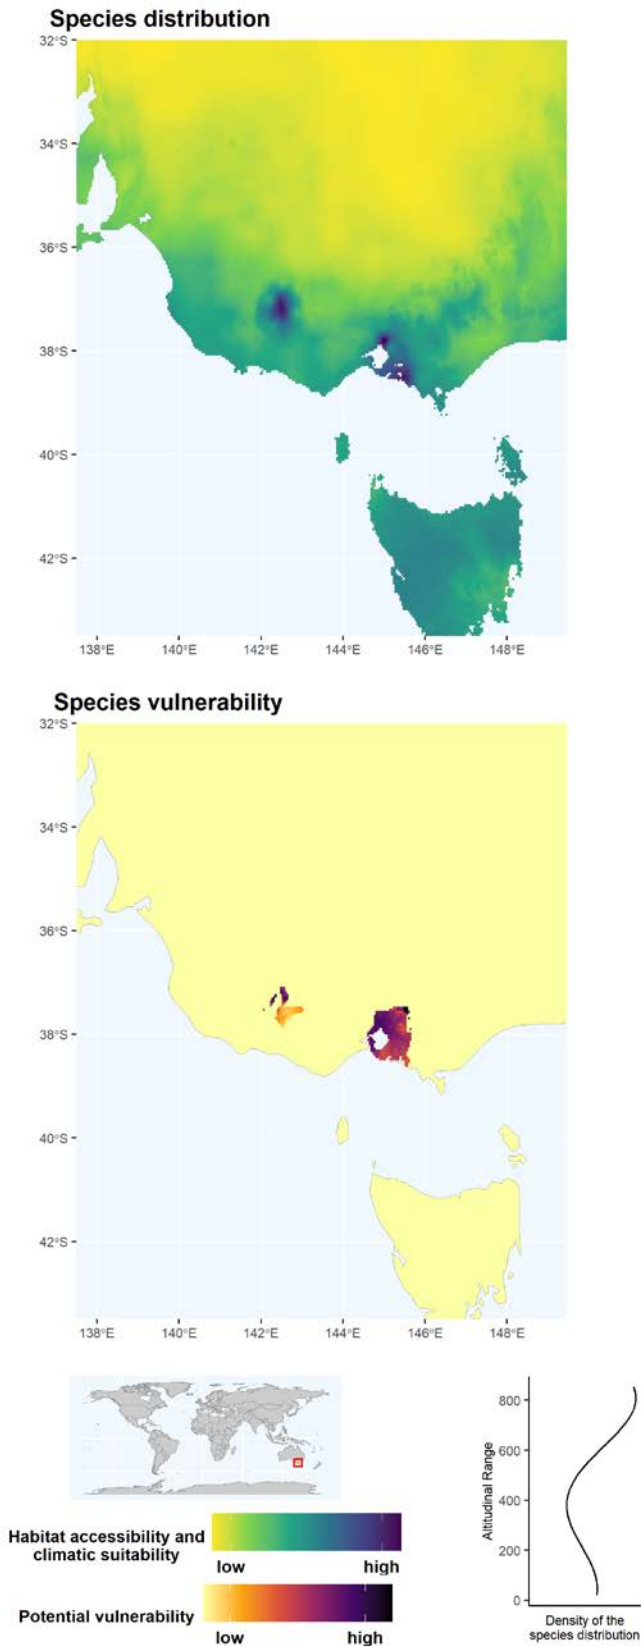 Species distribution
32°S
34°S
36°S
38°S
40°S
42°S
138°E 140°E 142°E 144°E 146°E 148°E
Species vulnerability
32°S
34°S
36°S
38°S
40°S
42°S
138°E 140°E 142°E 144°E 146°E 148°E
Habitat accessibility and
climatic suitability
low high
Potential vulnerability
low high
Altitudinal Range
800
600
400
200
0
Density of the
species distribution